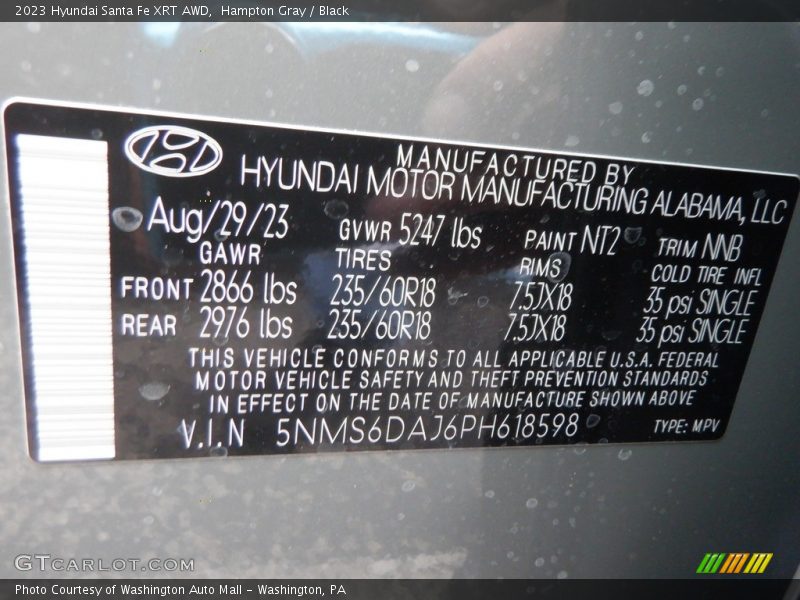 2023 Hyundai Santa Fe XRT AWD, Hampton Gray / Black
MANUFACTURED BY
HYUNDAI MOTOR MANUFACTURING ALABAMA, LLC
Aug/29/23 GVWR 5247 lbs PAINT NT2 TRIM NNB
GAWR TIRES RIMS COLD TIRE INFL
FRONT 2866 lbs 235/60R18 7.5JX18 35 psi SINGLE
REAR 2976 lbs 235/60R18 7.5JX18 35 psi SINGLE
THIS VEHICLE CONFORMS TO ALL APPLICABLE U.S.A. FEDERAL
MOTOR VEHICLE SAFETY AND THEFT PREVENTION STANDARDS
IN EFFECT ON THE DATE OF MANUFACTURE SHOWN ABOVE
V.I.N 5NMS6DAJ6PH618598 TYPE: MPV
GTCARLOT.COM
Photo Courtesy of Washington Auto Mall - Washington, PA